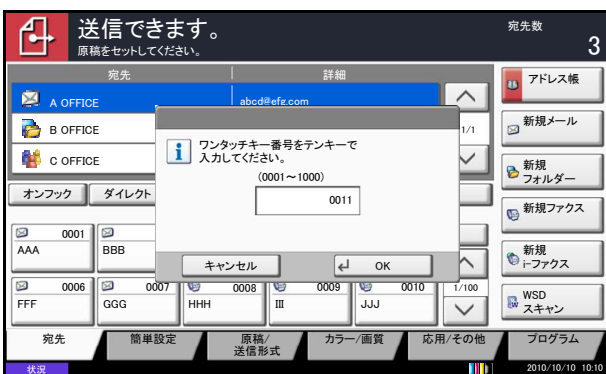 送信できます。
原稿をセットしてください。
宛先数
3
宛先
詳細
A OFFICE
abcd@efg.com
B OFFICE
C OFFICE
1/1
ワンタッチキー番号をテンキーで
入力してください。
(0001～1000)
0011
キャンセル
OK
オンフック
ダイレクト
0001
AAA
BBB
0006
FFF
0007
GGG
0008
HHH
0009
III
0010
JJJ
1/100
アドレス帳
新規メール
新規
フォルダー
新規ファクス
新規
i-ファクス
WSD
スキャン
宛先
簡単設定
原稿/
送信形式
カラー/画質
応用/その他
プログラム
状況
2010/10/10 10:10